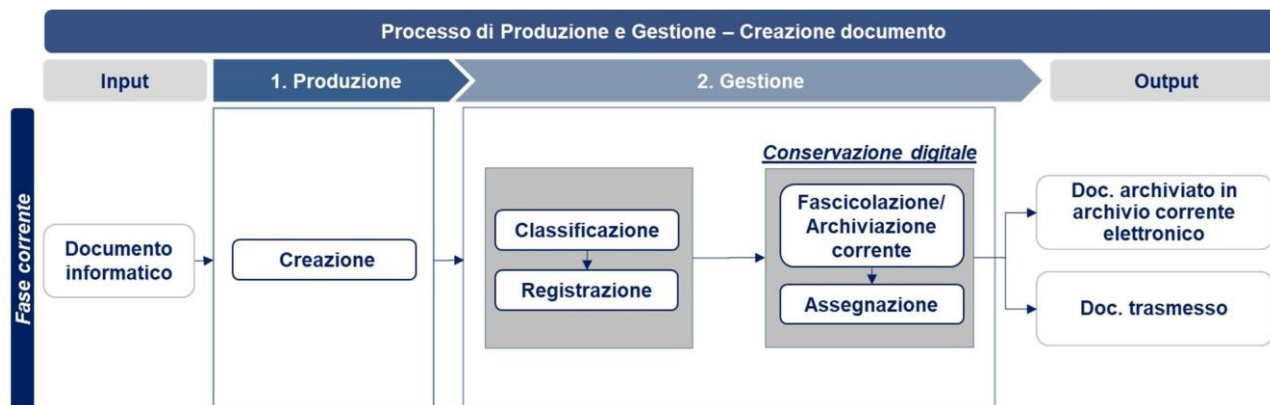 Processo di Produzione e Gestione – Creazione documento
Input
1. Produzione
2. Gestione
Output
Fase corrente
Documento
informatico
Creazione
Classificazione
Registrazione
Conservazione digitale
Fascicolazione/
Archiviazione
corrente
Assegnazione
Doc. archiviato in
archivio corrente
elettronico
Doc. trasmesso